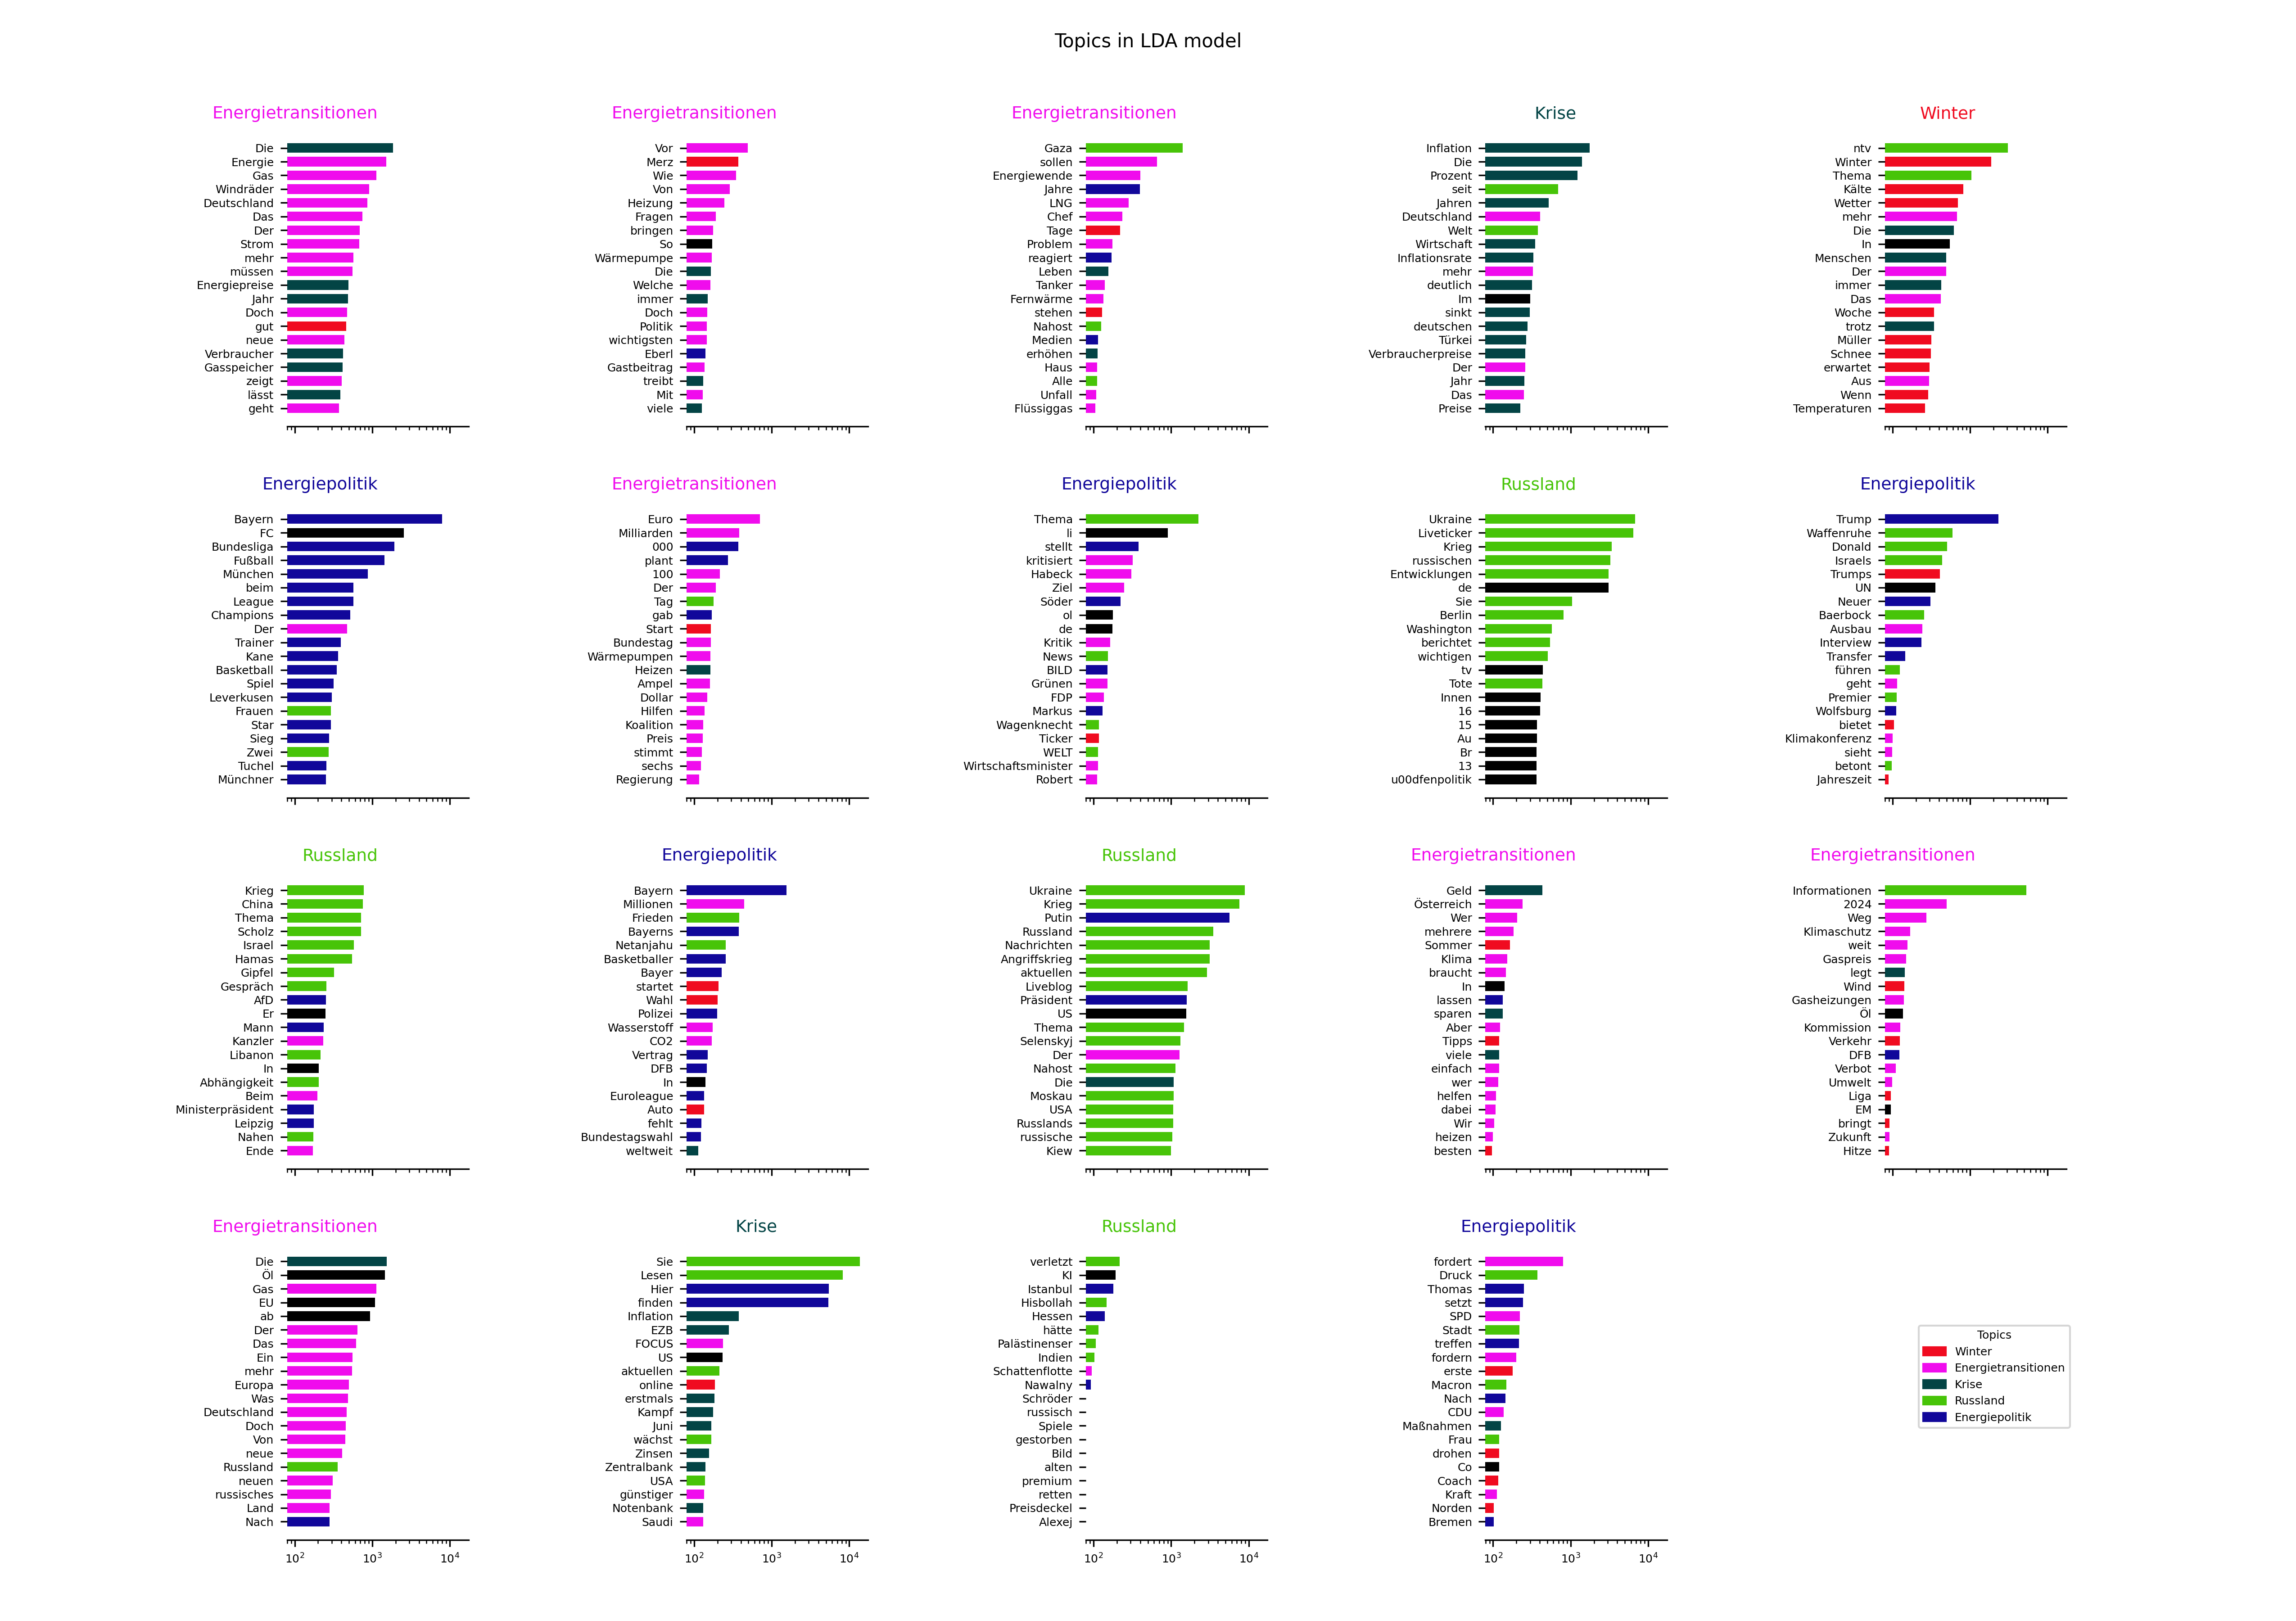 Topics in LDA model
Energietransitionen
Die
Energie
Gas
Windräder
Deutschland
Das
Der
Strom
mehr
müssen
Energiepreise
Jahr
Doch
gut
neue
Verbraucher
Gasspeicher
zeigt
lässt
geht
Energietransitionen
Vor
Merz
Wie
Von
Heizung
Fragen
bringen
So
Wärmepumpe
Die
Welche
immer
Doch
Politik
wichtigsten
Eberl
Gastbeitrag
treibt
Mit
viele
Energietransitionen
Gaza
sollen
Energiewende
Jahre
LNG
Chef
Tage
Problem
reagiert
Leben
Tanker
Fernwärme
stehen
Nahost
Medien
erhöhen
Haus
Alle
Unfall
Flüssiggas
Krise
Inflation
Die
Prozent
seit
Jahren
Deutschland
Welt
Wirtschaft
Inflationsrate
mehr
deutlich
Im
sinkt
deutschen
Türkei
Verbraucherpreise
Der
Jahr
Das
Preise
Winter
ntv
Winter
Thema
Kälte
Wetter
mehr
Die
In
Menschen
Der
immer
Das
Woche
trotz
Müller
Schnee
erwartet
Aus
Wenn
Temperaturen
Energiepolitik
Bayern
FC
Bundesliga
Fußball
München
beim
League
Champions
Der
Trainer
Kane
Basketball
Spiel
Leverkusen
Frauen
Star
Sieg
Zwei
Tuchel
Münchner
Energietransitionen
Euro
Milliarden
000
plant
100
Der
Tag
gab
Start
Bundestag
Wärmepumpen
Heizen
Ampel
Dollar
Hilfen
Koalition
Preis
stimmt
sechs
Regierung
Energiepolitik
Thema
li
stellt
kritisiert
Habeck
Ziel
Söder
ol
de
Kritik
News
BILD
Grünen
FDP
Markus
Wagenknecht
Ticker
WELT
Wirtschaftsminister
Robert
Russland
Ukraine
Liveticker
Krieg
russischen
Entwicklungen
de
Sie
Berlin
Washington
berichtet
wichtigen
tv
Tote
Innen
16
15
Au
Br
13
u00dfenpolitik
Energiepolitik
Trump
Waffenruhe
Donald
Israels
Trumps
UN
Neuer
Baerbock
Ausbau
Interview
Transfer
führen
geht
Premier
Wolfsburg
bietet
Klimakonferenz
sieht
betont
Jahreszeit
Russland
Krieg
China
Thema
Scholz
Israel
Hamas
Gipfel
Gespräch
AfD
Er
Mann
Kanzler
Libanon
In
Abhängigkeit
Beim
Ministerpräsident
Leipzig
Nahen
Ende
Energiepolitik
Bayern
Millionen
Frieden
Bayerns
Netanjahu
Basketballer
Bayer
startet
Wahl
Polizei
Wasserstoff
CO2
Vertrag
DFB
In
Euroleague
Auto
fehlt
Bundestagswahl
weltweit
Russland
Ukraine
Krieg
Putin
Russland
Nachrichten
Angriffskrieg
aktuellen
Liveblog
Präsident
US
Thema
Selenskyj
Der
Nahost
Die
Moskau
USA
Russlands
russische
Kiew
Energietransitionen
Geld
Österreich
Wer
mehrere
Sommer
Klima
braucht
In
lassen
sparen
Aber
Tipps
viele
einfach
wer
helfen
dabei
Wir
heizen
besten
Energietransitionen
Informationen
2024
Weg
Klimaschutz
weit
Gaspreis
legt
Wind
Gasheizungen
Öl
Kommission
Verkehr
DFB
Verbot
Umwelt
Liga
EM
bringt
Zukunft
Hitze
Energietransitionen
Die
Öl
Gas
EU
ab
Der
Das
Ein
mehr
Europa
Was
Deutschland
Doch
Von
neue
Russland
neuen
russisches
Land
Nach
10² 10³ 10⁴
Krise
Sie
Lesen
Hier
finden
Inflation
EZB
FOCUS
US
aktuellen
online
erstmals
Kampf
Juni
wächst
Zinsen
Zentralbank
USA
günstiger
Notenbank
Saudi
10² 10³ 10⁴
Russland
verletzt
KI
Istanbul
Hisbollah
Hessen
hätte
Palästinenser
Indien
Schattenflotte
Nawalny
Schröder
russisch
Spiele
gestorben
Bild
alten
premium
retten
Preisdeckel
Alexej
10² 10³ 10⁴
Energiepolitik
fordert
Druck
Thomas
setzt
SPD
Stadt
treffen
fordern
erste
Macron
Nach
CDU
Maßnahmen
Frau
drohen
Co
Coach
Kraft
Norden
Bremen
10² 10³ 10⁴
Topics
Winter
Energietransitionen
Krise
Russland
Energiepolitik